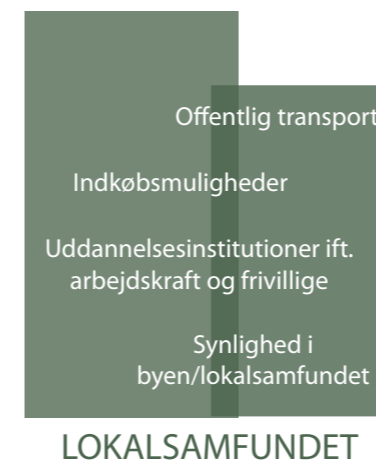 Offentlig transport
Indkøbsmuligheder
Uddannelsesinstitutioner ift.
arbejdskraft og frivillige
Synlighed i
byen/lokalsamfundet
LOKALSAMFUNDET